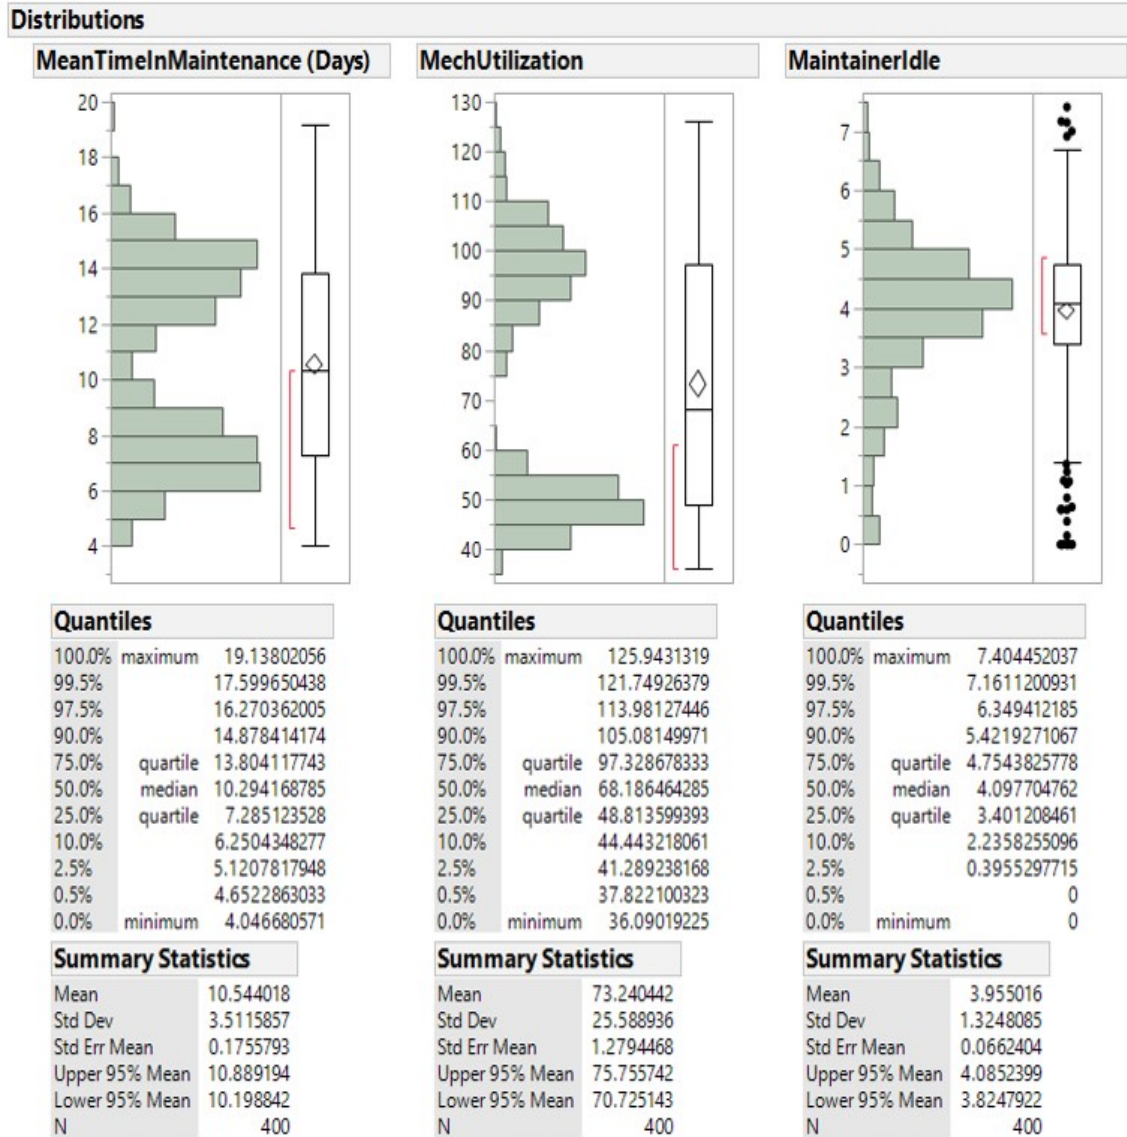 Distributions
MeanTimeInMaintenance (Days)
20
18
16
14
12
10
8
6
4
Quantiles
100.0% maximum 19.13802056
99.5% 17.599650438
97.5% 16.270362005
90.0% 14.878414174
75.0% quartile 13.804117743
50.0% median 10.294168785
25.0% quartile 7.285123528
10.0% 6.2504348277
2.5% 5.1207817948
0.5% 4.6522863033
0.0% minimum 4.046680571
Summary Statistics
Mean 10.544018
Std Dev 3.5115857
Std Err Mean 0.1755793
Upper 95% Mean 10.889194
Lower 95% Mean 10.198842
N 400
MechUtilization
130
120
110
100
90
80
70
60
50
40
Quantiles
100.0% maximum 125.9431319
99.5% 121.74926379
97.5% 113.98127446
90.0% 105.08149971
75.0% quartile 97.328678333
50.0% median 68.186464285
25.0% quartile 48.813599393
10.0% 44.443218061
2.5% 41.289238168
0.5% 37.822100323
0.0% minimum 36.09019225
Summary Statistics
Mean 73.240442
Std Dev 25.588936
Std Err Mean 1.2794468
Upper 95% Mean 75.755742
Lower 95% Mean 70.725143
N 400
MaintainerIdle
7
6
5
4
3
2
1
0
Quantiles
100.0% maximum 7.404452037
99.5% 7.1611200931
97.5% 6.349412185
90.0% 5.4219271067
75.0% quartile 4.7543825778
50.0% median 4.097704762
25.0% quartile 3.401208461
10.0% 2.2358255096
2.5% 0.3955297715
0.5% 0
0.0% minimum 0
Summary Statistics
Mean 3.955016
Std Dev 1.3248085
Std Err Mean 0.0662404
Upper 95% Mean 4.0852399
Lower 95% Mean 3.8247922
N 400